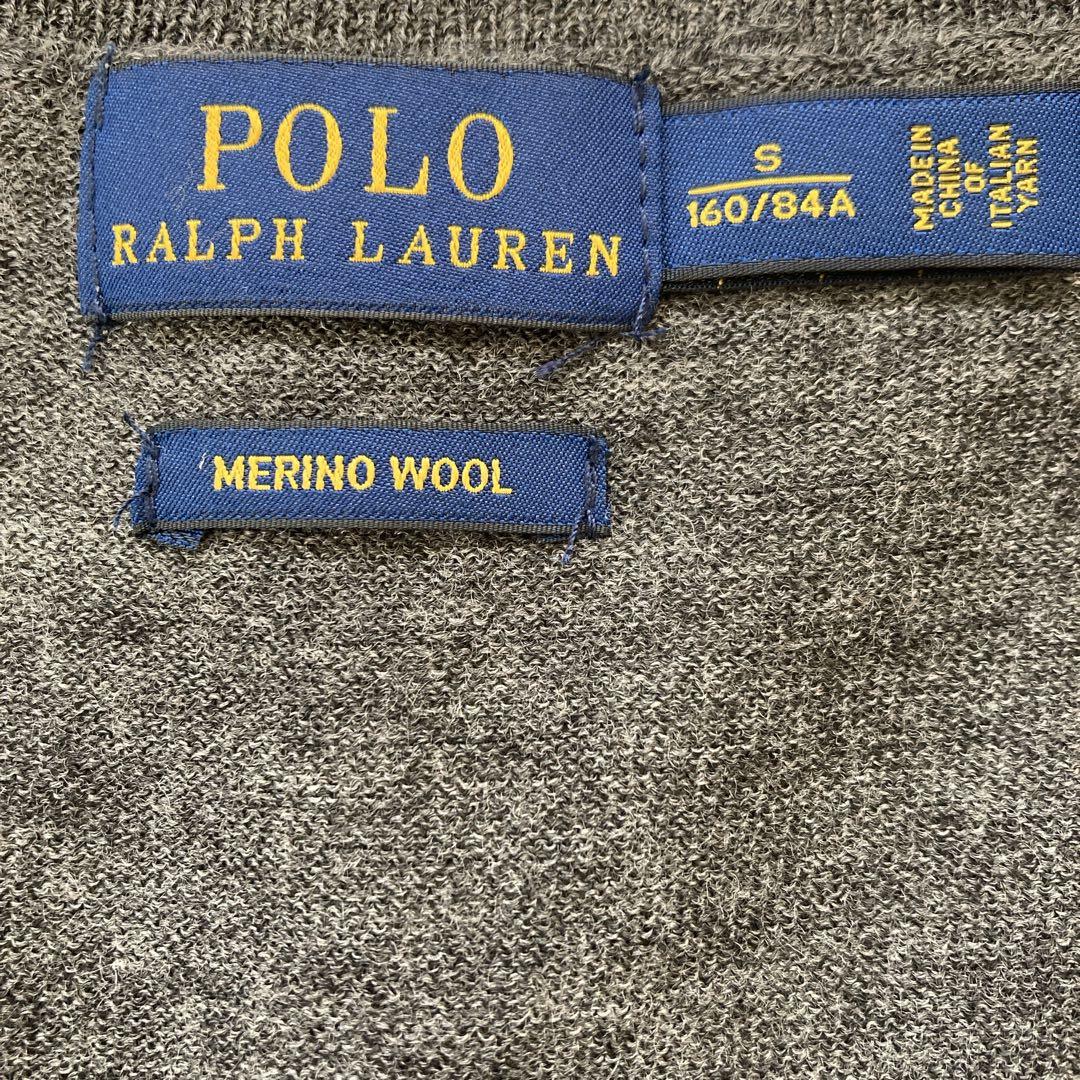 POLO
RALPH LAUREN
S
160/84A
MADE IN
CHINA
OF
ITALIAN
YARN
MERINO WOOL